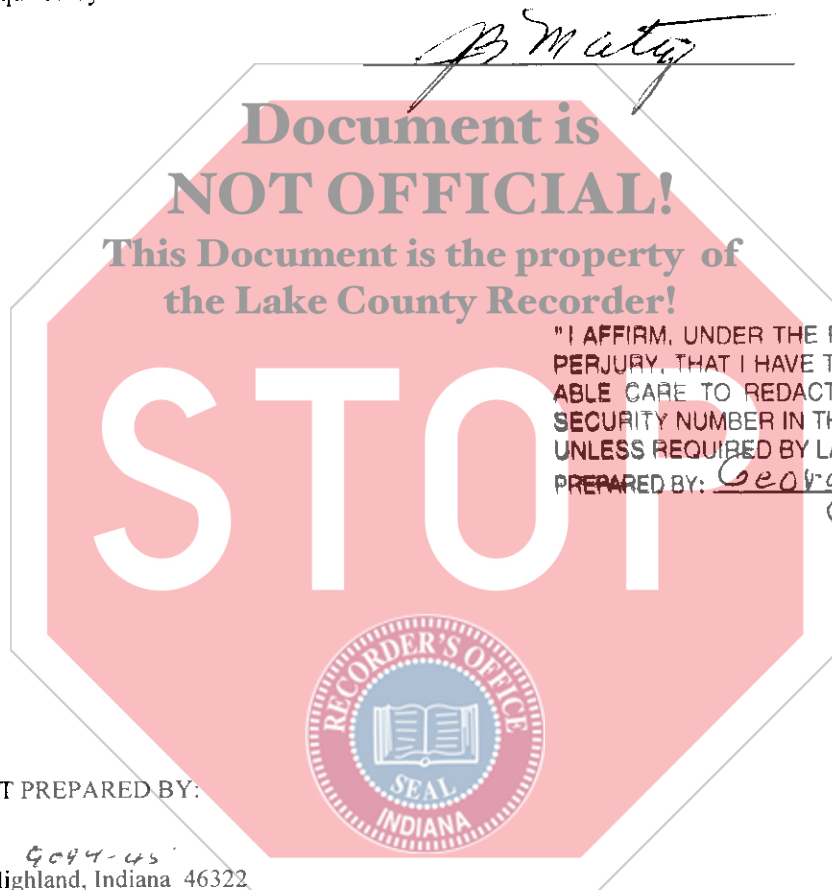 Document is
NOT OFFICIAL!
This Document is the property of
the Lake County Recorder!
"I AFFIRM, UNDER THE
PERJURY, THAT I HAVE
ABLE CARE TO REDACT
SECURITY NUMBER IN
UNLESS REQUIRED BY
PREPARED BY:
STOP
RECORDER'S OFFICE
SEAL
INDIANA
PREPARED BY:
Highland, Indiana 46322